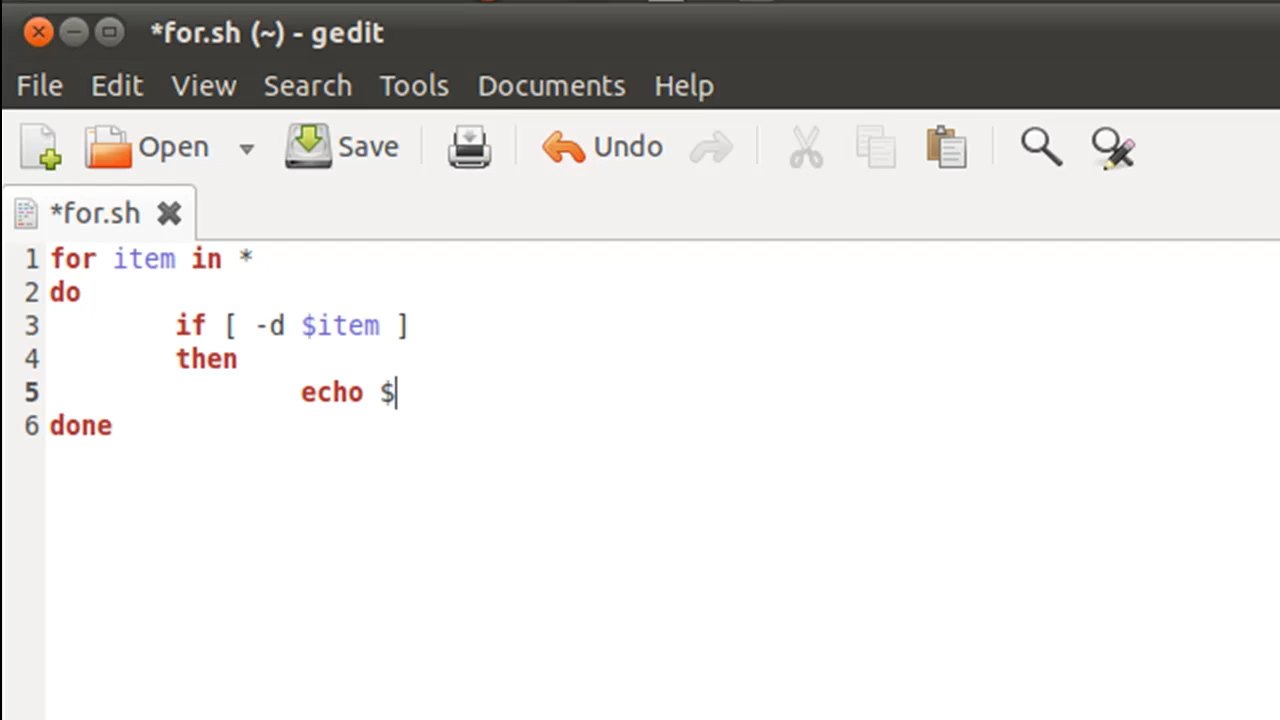 *for.sh (~) - gedit
File Edit View Search Tools Documents Help
Open Save Undo
*for.sh
1 for item in *
2 do
3 if [ -d $item ]
4 then
5 echo $
6 done